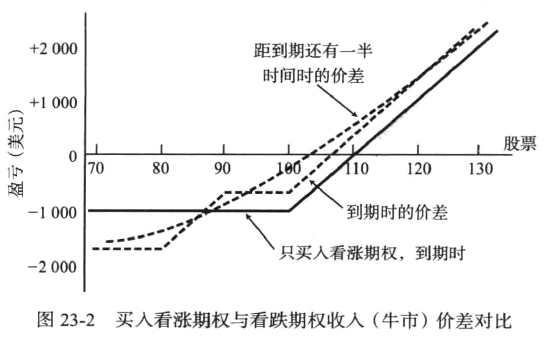 +2 000
距到期还有一半
时间时的价差
+1 000
盈亏（美元）
股票
0
70
80
90
100
110
120
130
到期时的价差
−1 000
只买入看涨期权，到期时
−2 000
图 23-2 买入看涨期权与看跌期权收入（牛市）价差对比